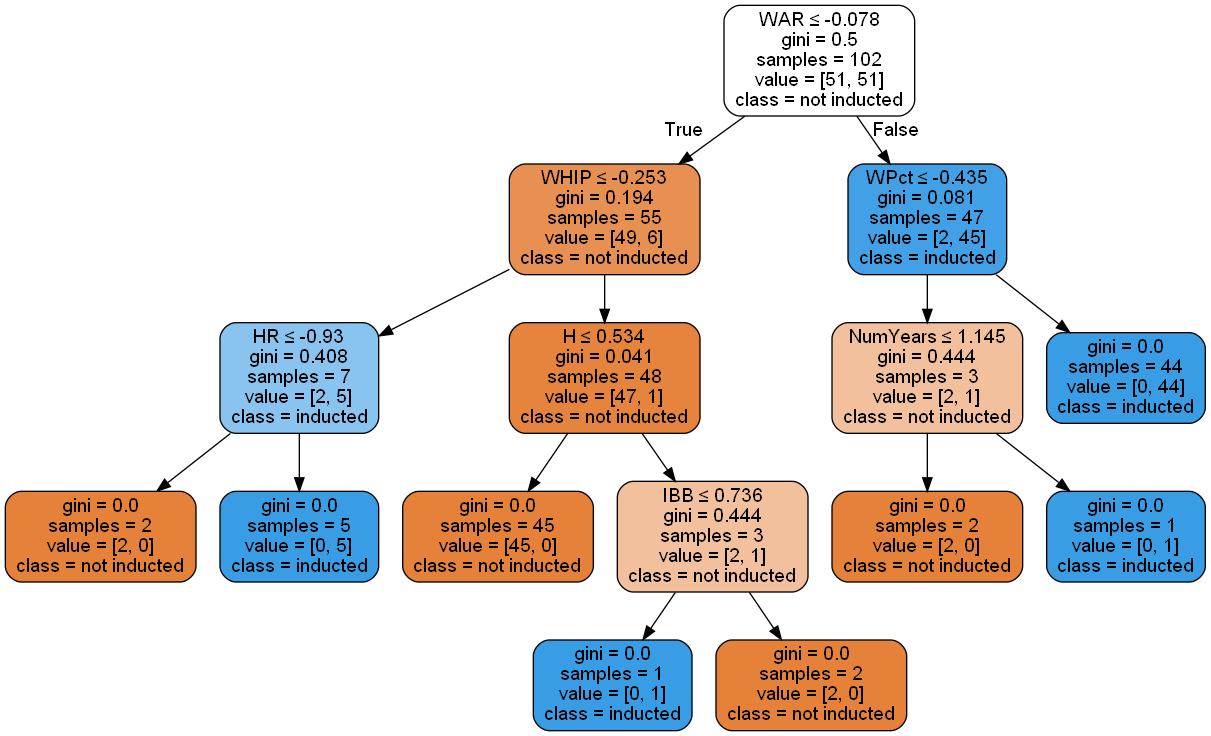 WAR ≤ -0.078
gini = 0.5
samples = 102
value = [51, 51]
class = not inducted
True
False
WHIP ≤ -0.253
gini = 0.194
samples = 55
value = [49, 6]
class = not inducted
WPct ≤ -0.435
gini = 0.081
samples = 47
value = [2, 45]
class = inducted
HR ≤ -0.93
gini = 0.408
samples = 7
value = [2, 5]
class = inducted
H ≤ 0.534
gini = 0.041
samples = 48
value = [47, 1]
class = not inducted
NumYears ≤ 1.145
gini = 0.444
samples = 3
value = [2, 1]
class = not inducted
gini = 0.0
samples = 44
value = [0, 44]
class = inducted
gini = 0.0
samples = 2
value = [2, 0]
class = not inducted
gini = 0.0
samples = 5
value = [0, 5]
class = inducted
gini = 0.0
samples = 45
value = [45, 0]
class = not inducted
IBB ≤ 0.736
gini = 0.444
samples = 3
value = [2, 1]
class = not inducted
gini = 0.0
samples = 2
value = [2, 0]
class = not inducted
gini = 0.0
samples = 1
value = [0, 1]
class = inducted
gini = 0.0
samples = 1
value = [0, 1]
class = inducted
gini = 0.0
samples = 2
value = [2, 0]
class = not inducted